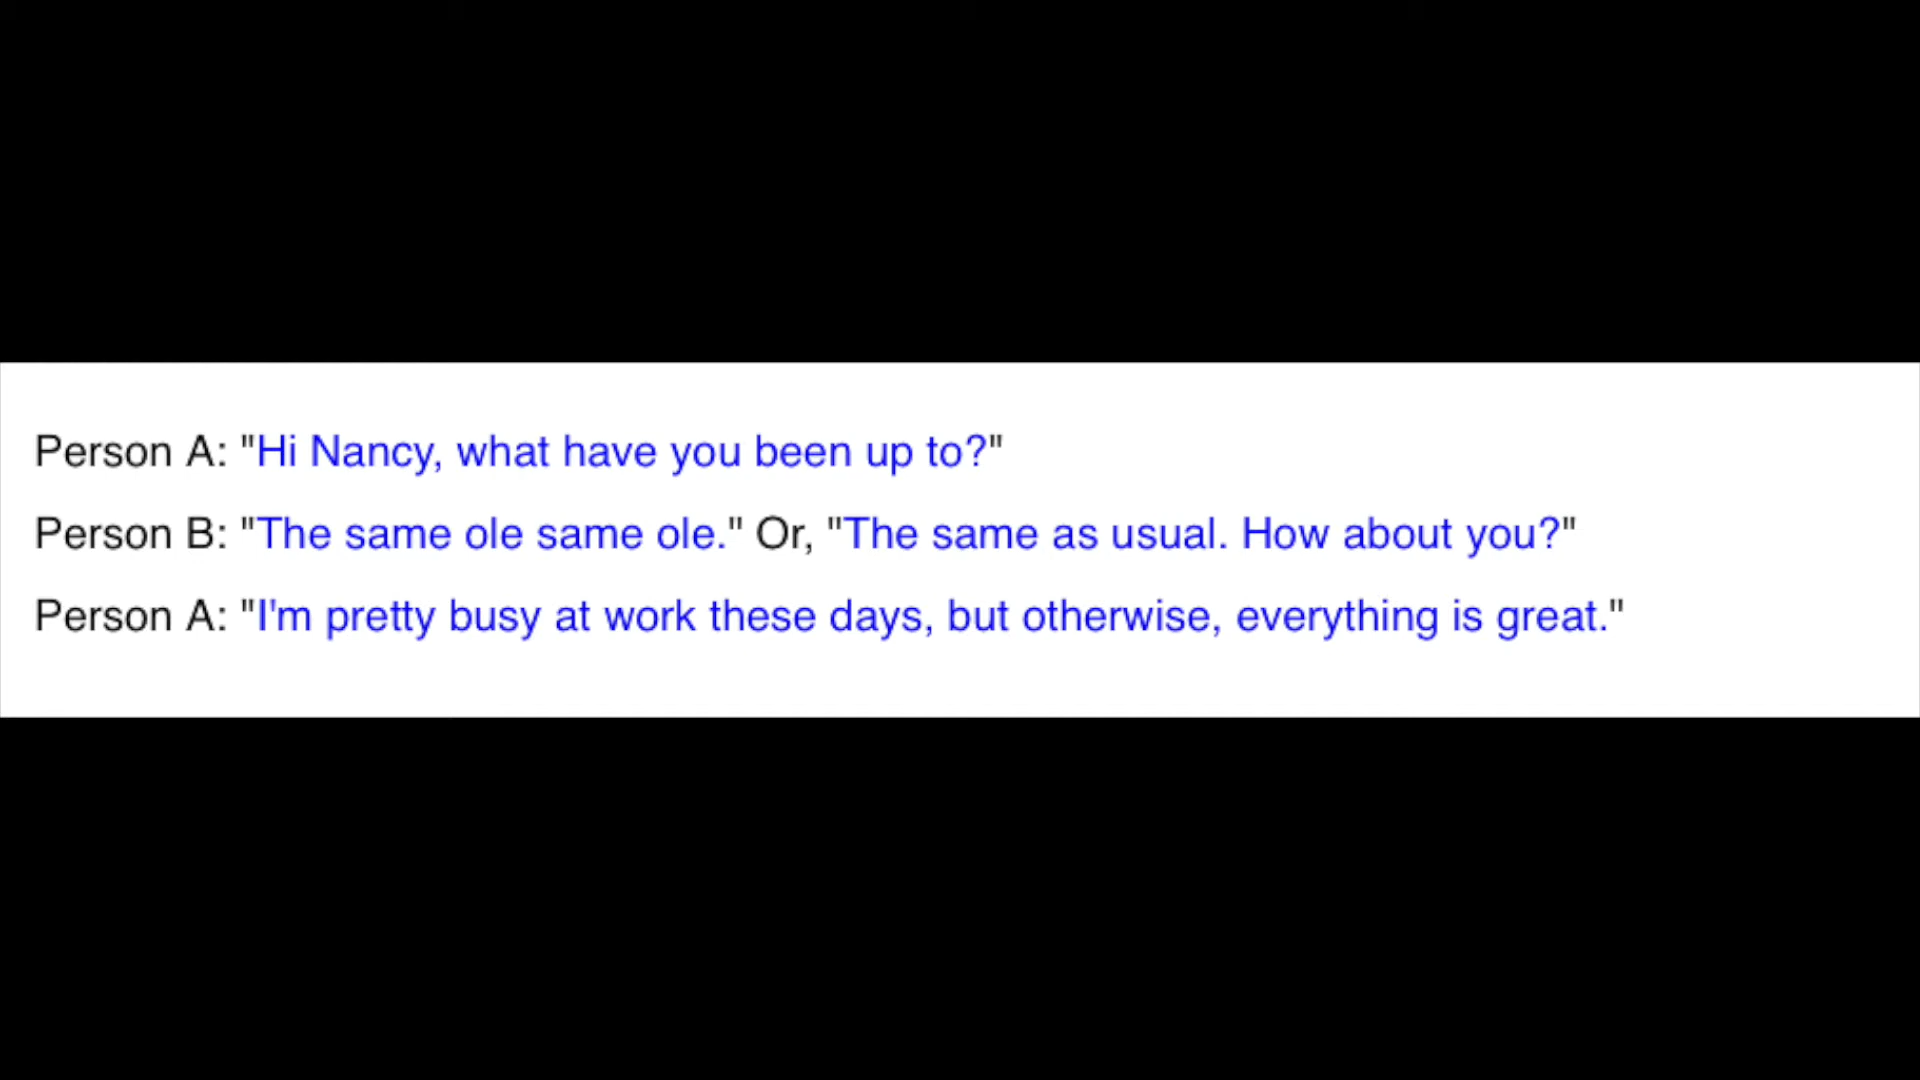 Person A: "Hi Nancy, what have you been up to?"
Person B: "The same ole same ole." Or, "The same as usual. How about you?"
Person A: "I'm pretty busy at work these days, but otherwise, everything is great."